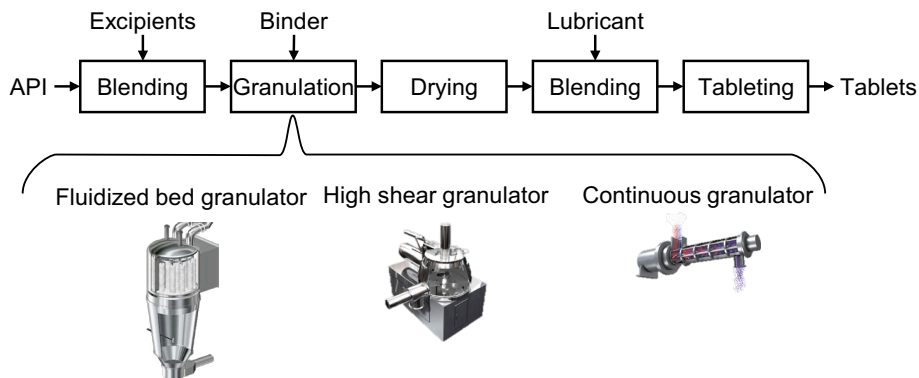 Excipients Binder Lubricant
API Blending Granulation Drying Blending Tableting Tablets
Fluidized bed granulator High shear granulator Continuous granulator